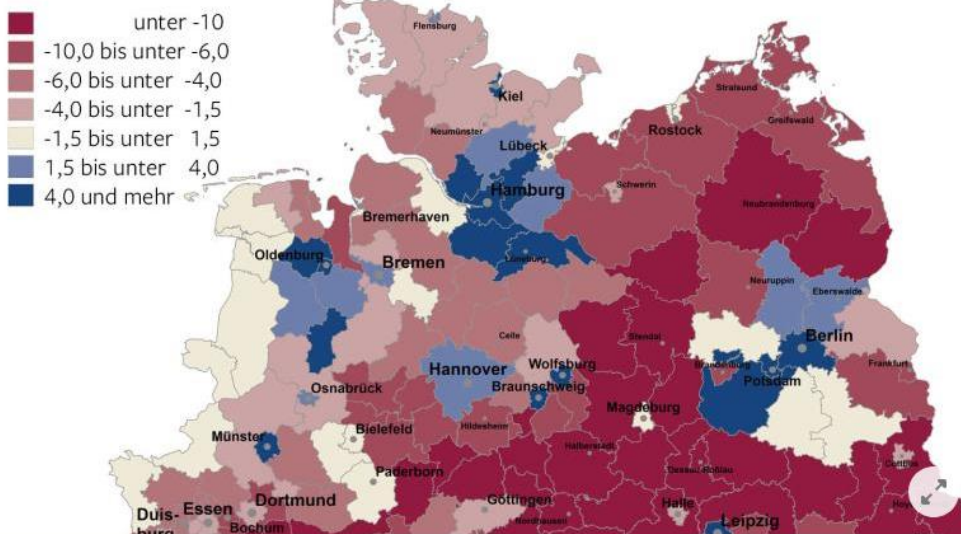 unter -10
-10,0 bis unter -6,0
-6,0 bis unter -4,0
-4,0 bis unter -1,5
-1,5 bis unter 1,5
1,5 bis unter 4,0
4,0 und mehr
Flensburg
Kiel
Neumünster
Lübeck
Hamburg
Stralsund
Greifswald
Rostock
Schwerin
Neubrandenburg
Bremerhaven
Oldenburg
Bremen
Lüneburg
Neuruppin
Eberswalde
Celle
Stendal
Berlin
Hannover
Wolfsburg
Braunschweig
Brandenburg
Potsdam
Frankfurt
Osnabrück
Magdeburg
Münster
Bielefeld
Hildesheim
Halberstadt
Paderborn
Dessau-Roßlau
Cottbus
Duis-
burg
Essen
Dortmund
Bochum
Göttingen
Nordhausen
Halle
Leipzig